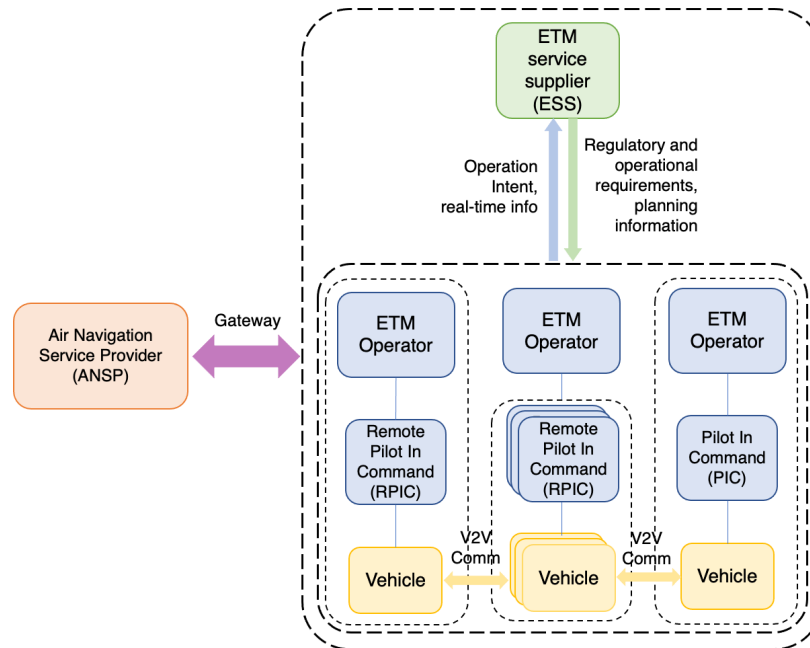 ETM
service
supplier
(ESS)
Operation
Intent,
real-time info
Regulatory and
operational
requirements,
planning
information
Air Navigation
Service Provider
(ANSP)
Gateway
ETM
Operator
ETM
Operator
ETM
Operator
Remote
Pilot In
Command
(RPIC)
Remote
Pilot In
Command
(RPIC)
Pilot In
Command
(PIC)
V2V
Comm
V2V
Comm
Vehicle
Vehicle
Vehicle